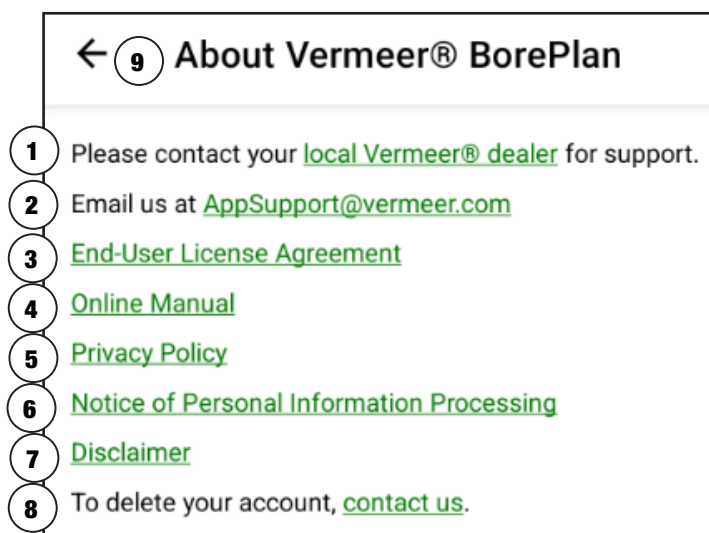 9 About Vermeer® BorePlan
1 Please contact your local Vermeer® dealer for support.
2 Email us at AppSupport@vermeer.com
3 End-User License Agreement
4 Online Manual
5 Privacy Policy
6 Notice of Personal Information Processing
7 Disclaimer
8 To delete your account, contact us.